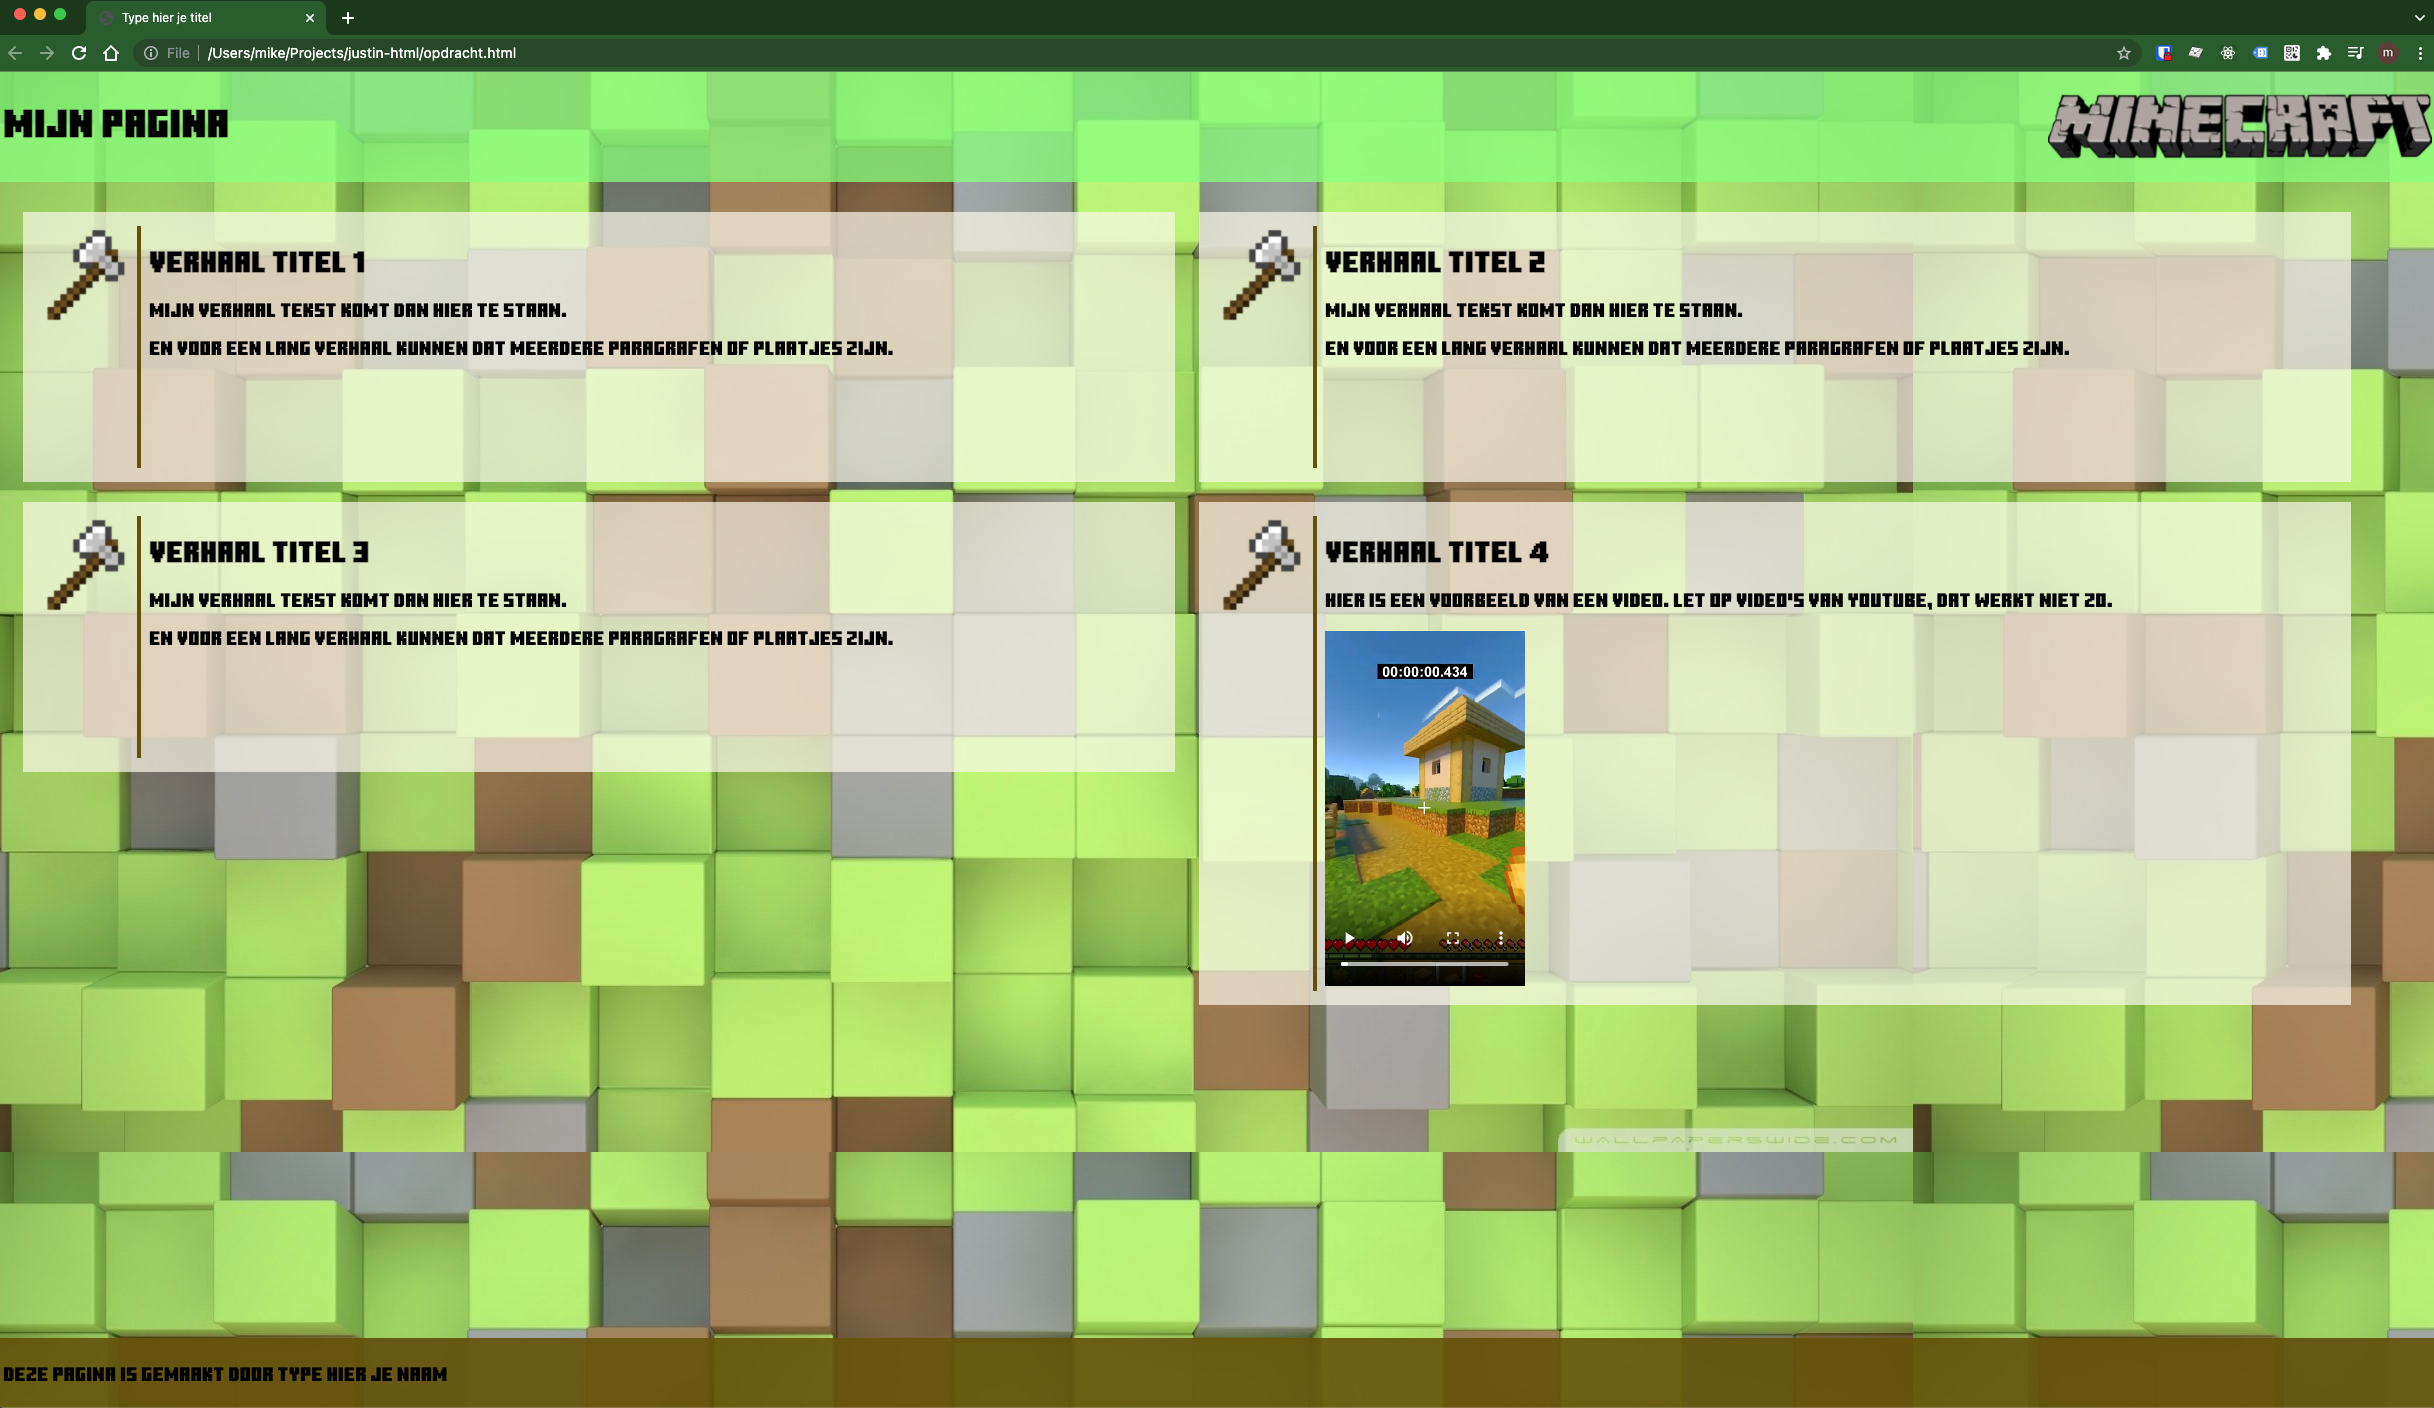 Type hier je titel
File /Users/mike/Projects/justin-html/opdracht.html
m
MIJN PAGINA
MINECRAFT
VERHAAL TITEL 1
MIJN VERHAAL TEKST KOMT DAN HIER TE STAAN.
EN VOOR EEN LANG VERHAAL KUNNEN DAT MEERDERE PARAGRAFEN OF PLAATJES ZIJN.
VERHAAL TITEL 2
MIJN VERHAAL TEKST KOMT DAN HIER TE STAAN.
EN VOOR EEN LANG VERHAAL KUNNEN DAT MEERDERE PARAGRAFEN OF PLAATJES ZIJN.
VERHAAL TITEL 3
MIJN VERHAAL TEKST KOMT DAN HIER TE STAAN.
EN VOOR EEN LANG VERHAAL KUNNEN DAT MEERDERE PARAGRAFEN OF PLAATJES ZIJN.
VERHAAL TITEL 4
HIER IS EEN VOORBEELD VAN EEN VIDEO. LET OP VIDEO'S VAN YOUTUBE, DAT WERKT NIET ZO.
00:00:00.434
WALLPAPERSWIDE.COM
DEZE PAGINA IS GEMAAKT DOOR TYPE HIER JE NAAM